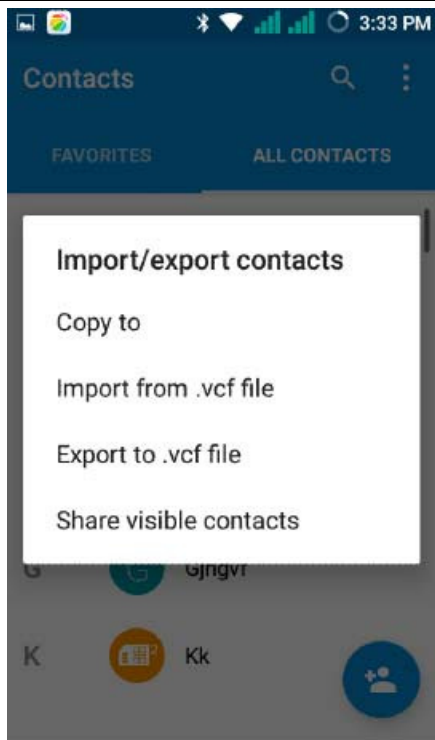 3:33 PM
Contacts
FAVORITES ALL CONTACTS
Import/export contacts
Copy to
Import from .vcf file
Export to .vcf file
Share visible contacts
G
K Kk